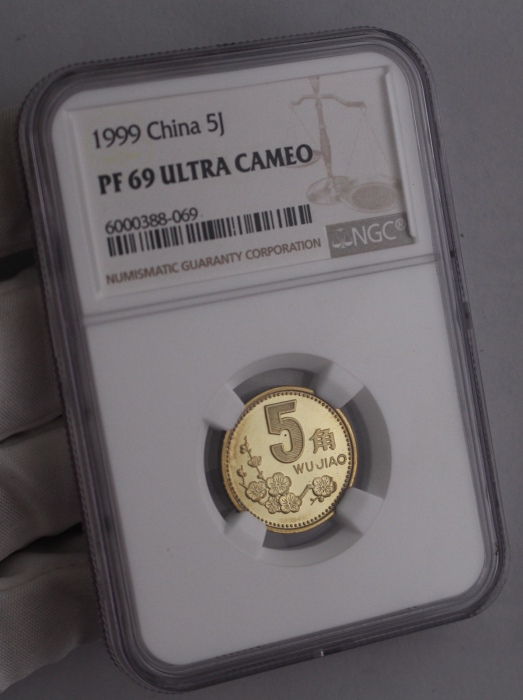 1999 China 5J
PF 69 ULTRA CAMEO
6000388-069
NGC®
NUMISMATIC GUARANTY CORPORATION
5角
WU JIAO